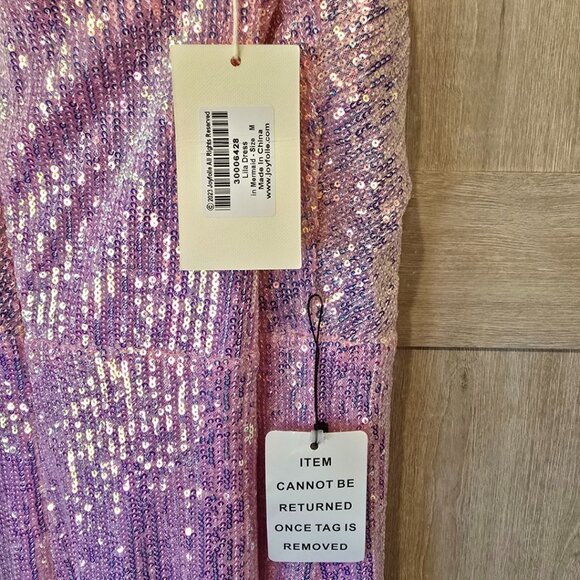 © 2023 Joyfolie All Rights Reserved
30006428
Lila Dress
in Mermaid - Size M
Made In China
www.joyfolie.com
ITEM
CANNOT BE
RETURNED
ONCE TAG IS
REMOVED